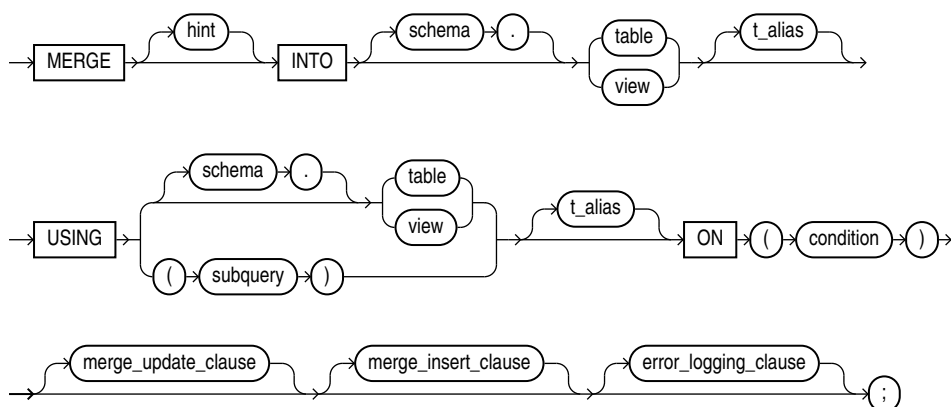 hint schema . table t_alias
MERGE INTO view
schema . table t_alias
USING view ON ( condition )
( subquery )
merge_update_clause merge_insert_clause error_logging_clause
;